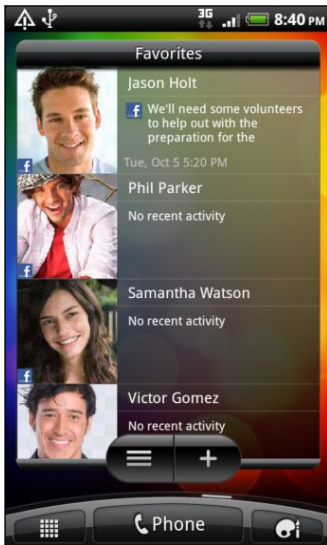 3G
8:40 PM
Favorites
Jason Holt
f We'll need some volunteers
to help out with the
preparation for the
Tue, Oct 5 5:20 PM
f
Phil Parker
No recent activity
f
Samantha Watson
No recent activity
f
Victor Gomez
No recent activity
Phone